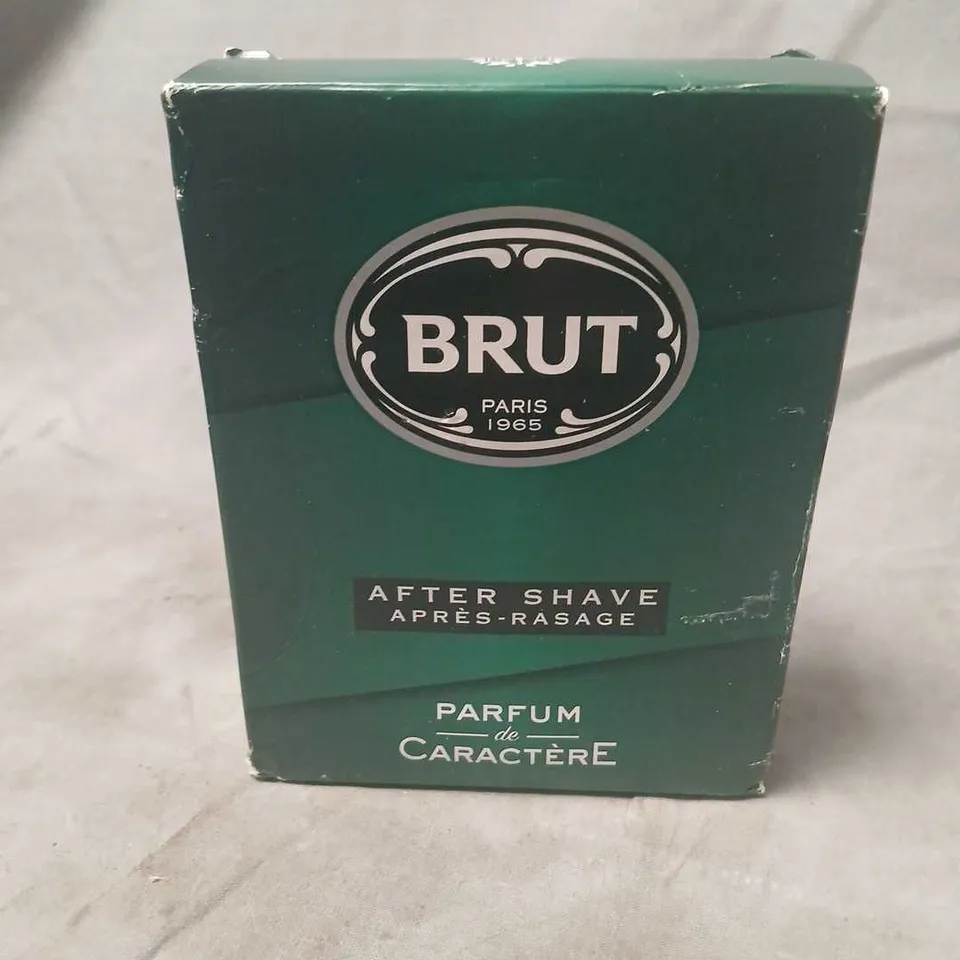 BRUT
PARIS
1965
AFTER SHAVE
APRÈS-RASAGE
PARFUM
de
CARACTÈRE